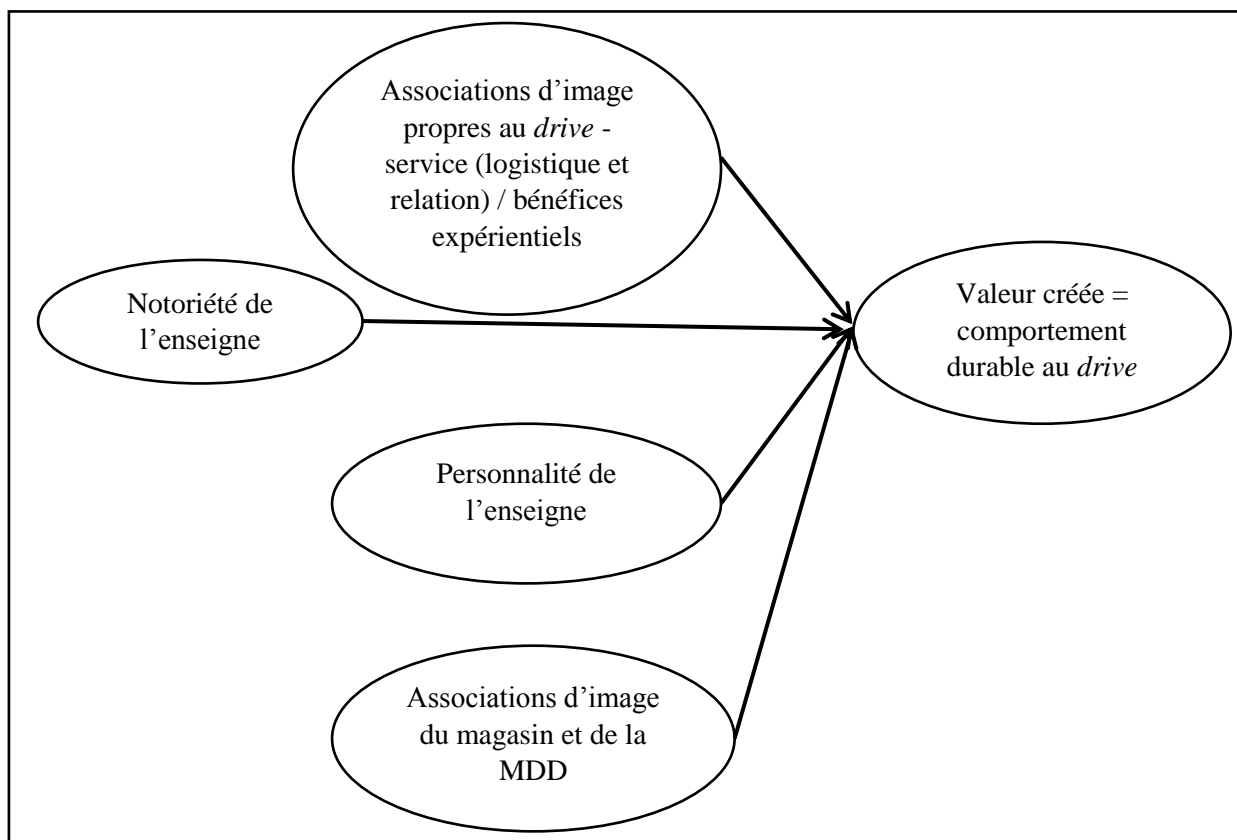 Associations d’image
propres au drive -
service (logistique et
relation) / bénéfices
expérientiels
Notoriété de
l’enseigne
Valeur créée =
comportement
durable au drive
Personnalité de
l’enseigne
Associations d’image
du magasin et de la
MDD